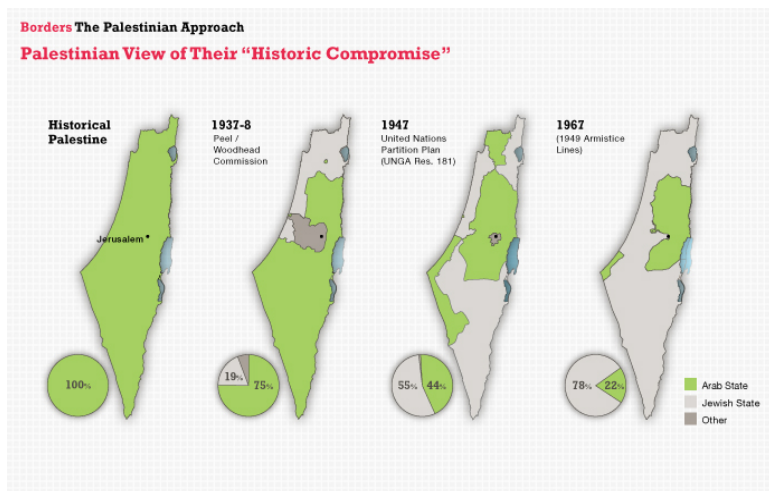 Borders The Palestinian Approach
Palestinian View of Their “Historic Compromise”
Historical
Palestine
Jerusalem
100%
1937-8
Peel /
Woodhead
Commission
19%
75%
1947
United Nations
Partition Plan
(UNGA Res. 181)
55%
44%
1967
(1949 Armistice
Lines)
78%
22%
Arab State
Jewish State
Other